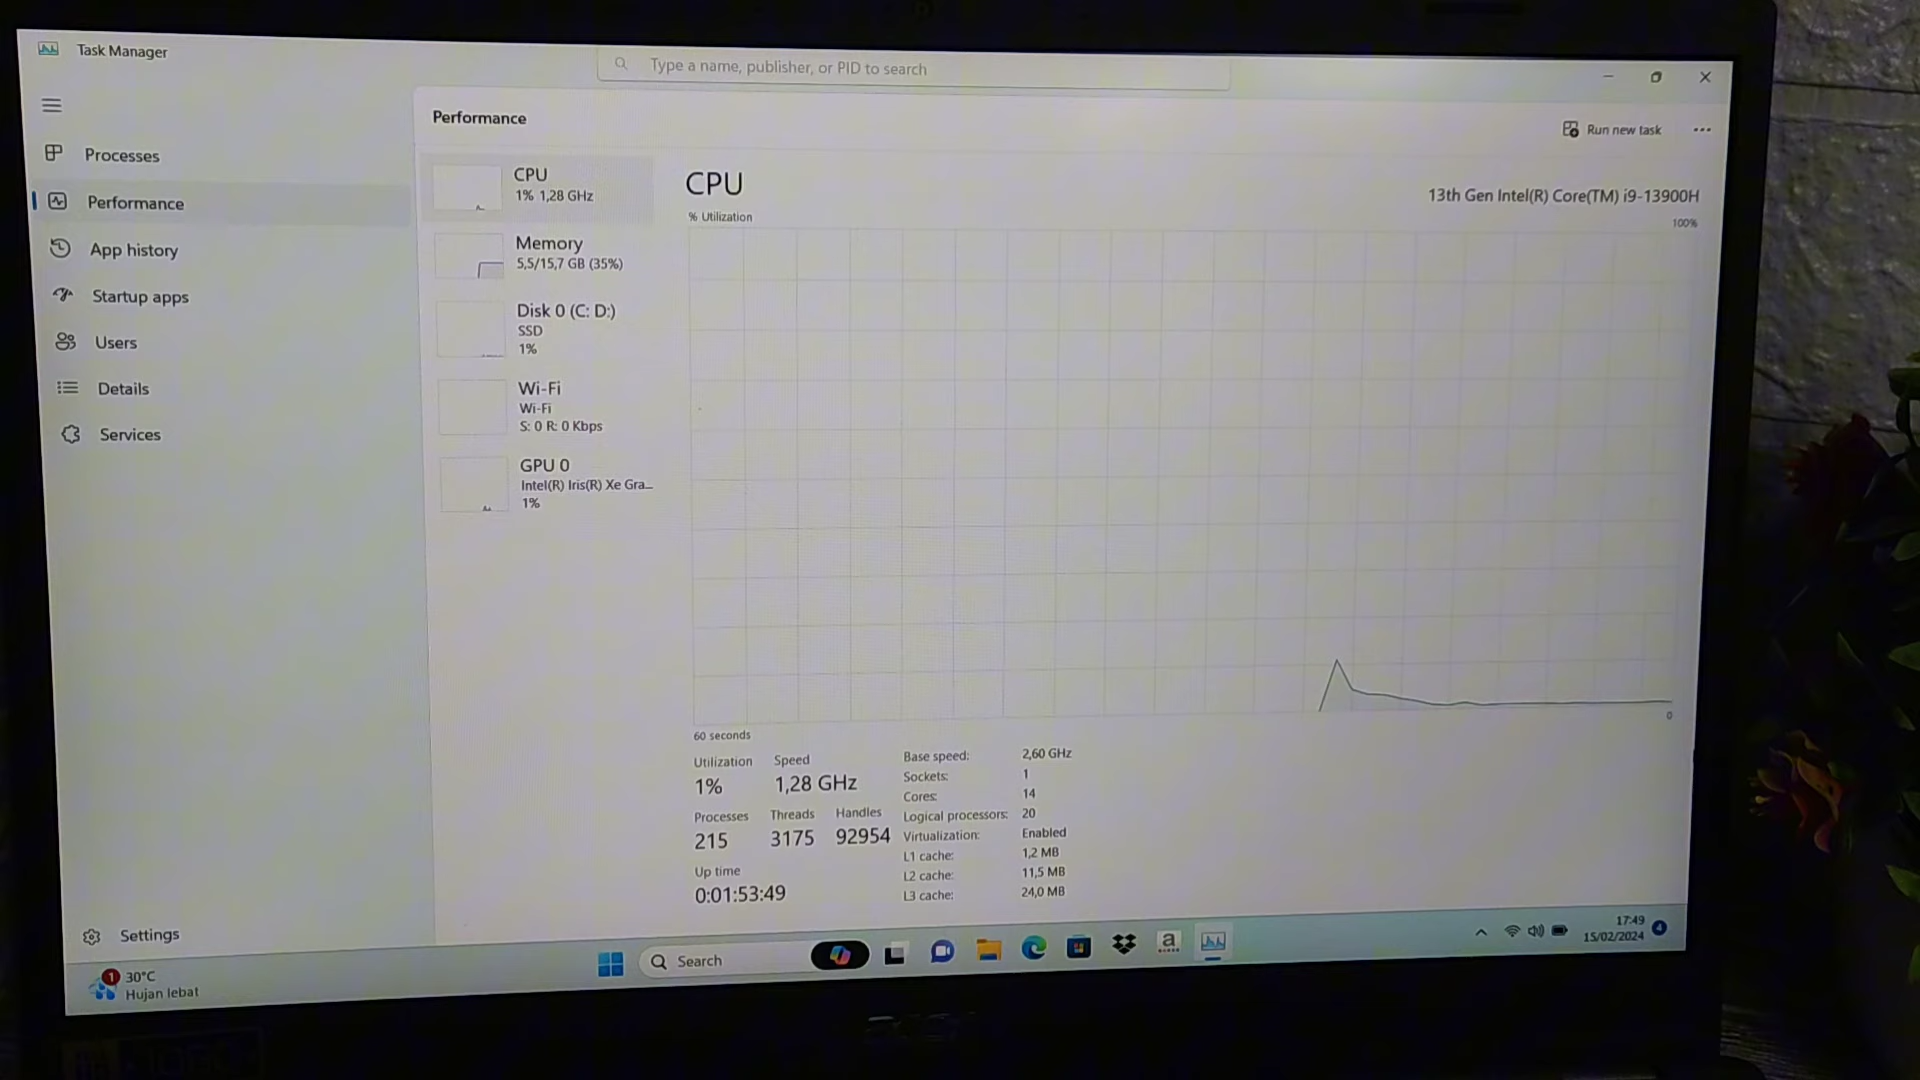 Task Manager
Type a name, publisher, or PID to search
Processes
Performance
App history
Startup apps
Users
Details
Services
Settings
Performance
Run new task
CPU
1% 1,28 GHz
Memory
5,5/15,7 GB (35%)
Disk 0 (C: D:)
SSD
1%
Wi-Fi
Wi-Fi
S: 0 R: 0 Kbps
GPU 0
Intel(R) Iris(R) Xe Gra...
1%
CPU
13th Gen Intel(R) Core(TM) i9-13900H
% Utilization
100%
60 seconds
0
Utilization
1%
Speed
1,28 GHz
Processes
215
Threads
3175
Handles
92954
Up time
0:01:53:49
Base speed: 2,60 GHz
Sockets: 1
Cores: 14
Logical processors: 20
Virtualization: Enabled
L1 cache: 1,2 MB
L2 cache: 11,5 MB
L3 cache: 24,0 MB
1
30°C
Hujan lebat
Search
a
17:49
15/02/2024
4